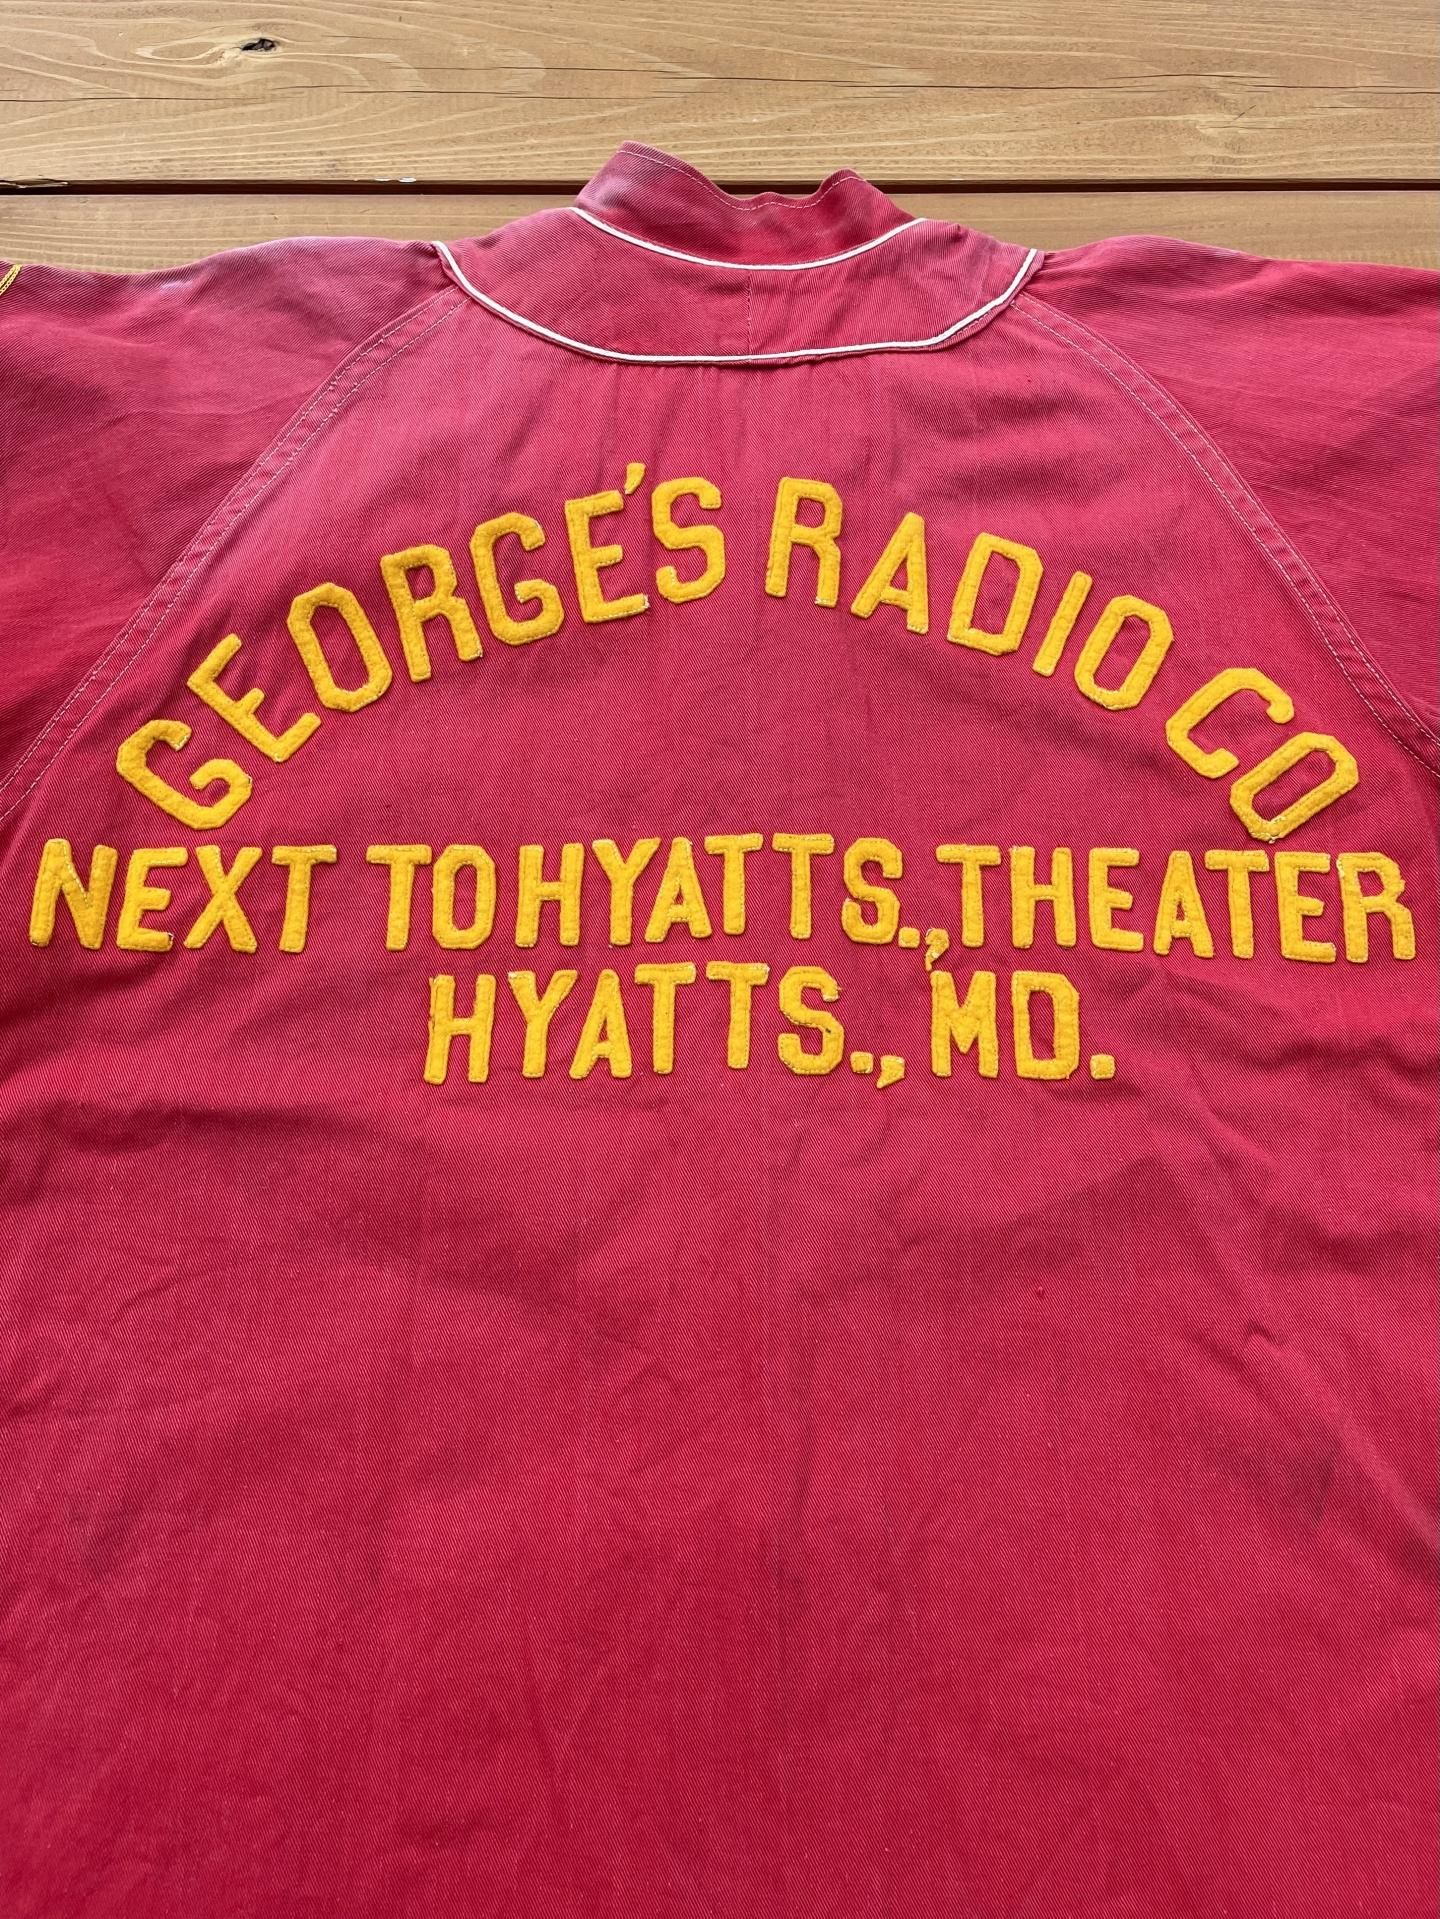 GEORGE'S RADIO CO
NEXT TO HYATTS., THEATER
HYATTS., MD.